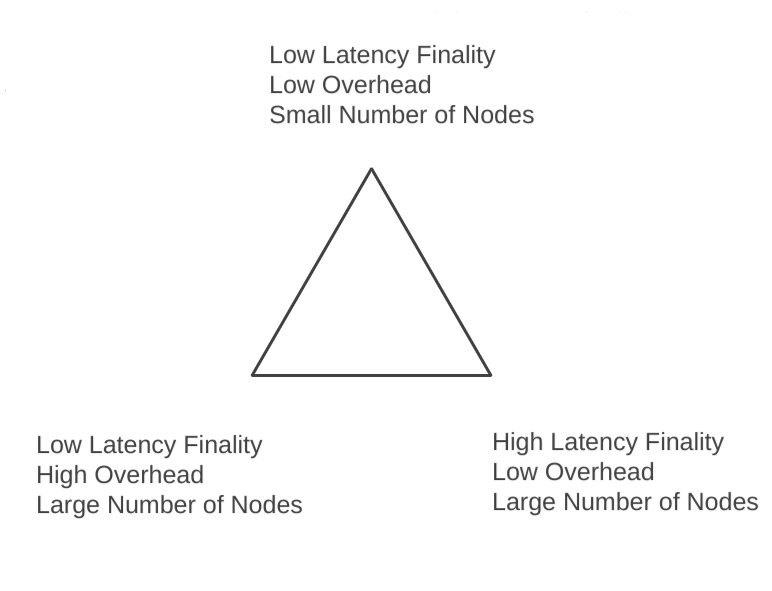 Low Latency Finality
Low Overhead
Small Number of Nodes
Low Latency Finality
High Overhead
Large Number of Nodes
High Latency Finality
Low Overhead
Large Number of Nodes